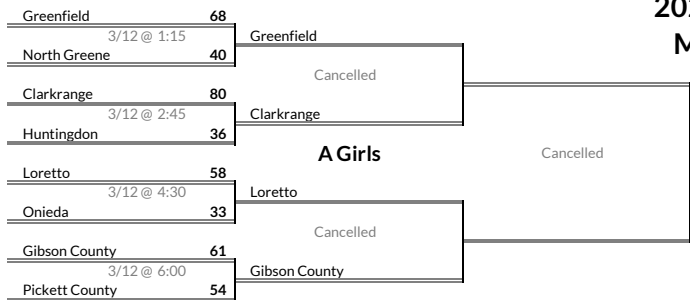 202
M
Greenfield 68
3/12 @ 1:15
North Greene 40
Greenfield
Cancelled
Clarkrange 80
3/12 @ 2:45
Huntingdon 36
Clarkrange
A Girls
Cancelled
Loretto 58
3/12 @ 4:30
Onieda 33
Loretto
Cancelled
Gibson County 61
3/12 @ 6:00
Pickett County 54
Gibson County